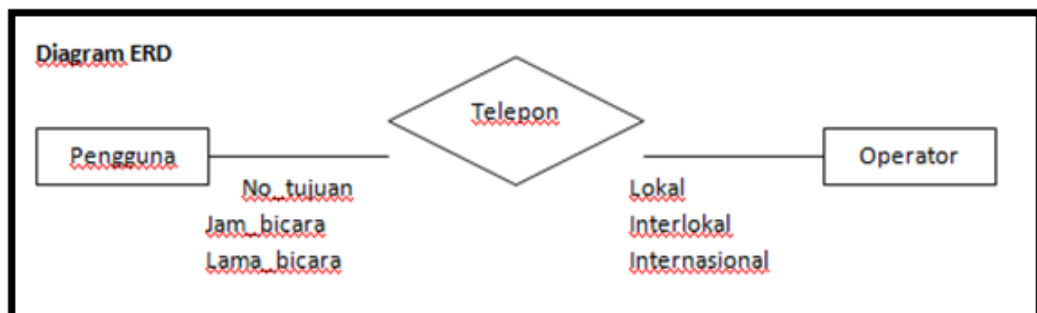 Diagram ERD
Telepon
Pengguna
Operator
No_tujuan
Jam_bicara
Lama_bicara
Lokal
Interlokal
Internasional